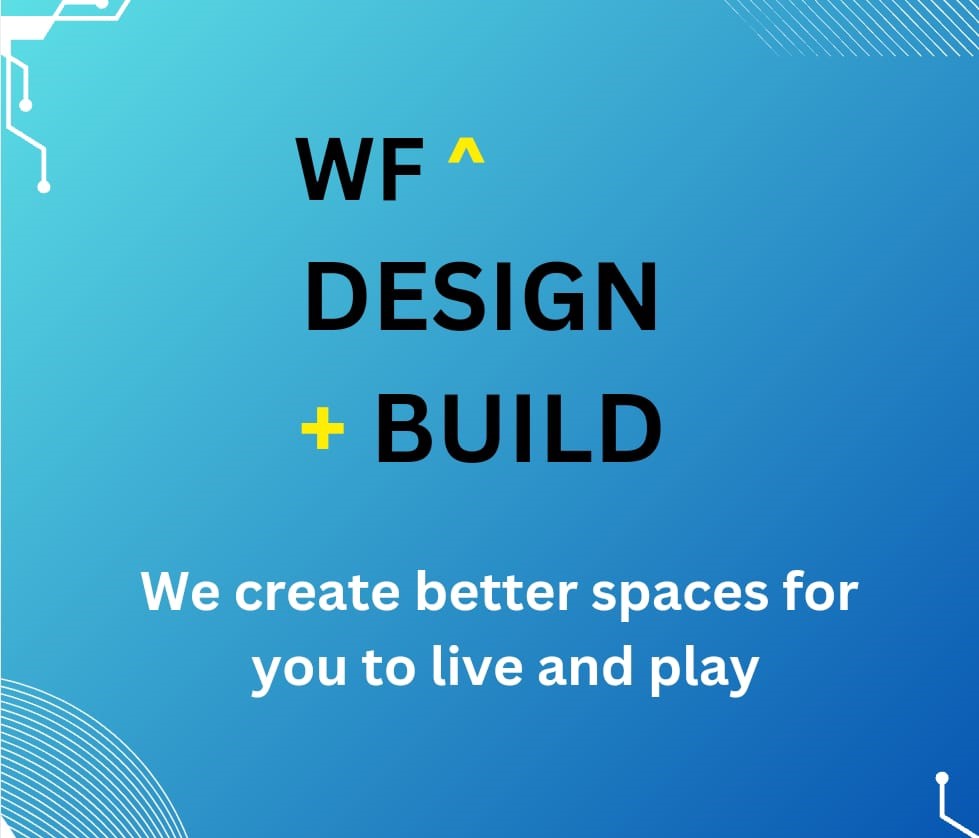 WF ^
DESIGN
+ BUILD
We create better spaces for
you to live and play